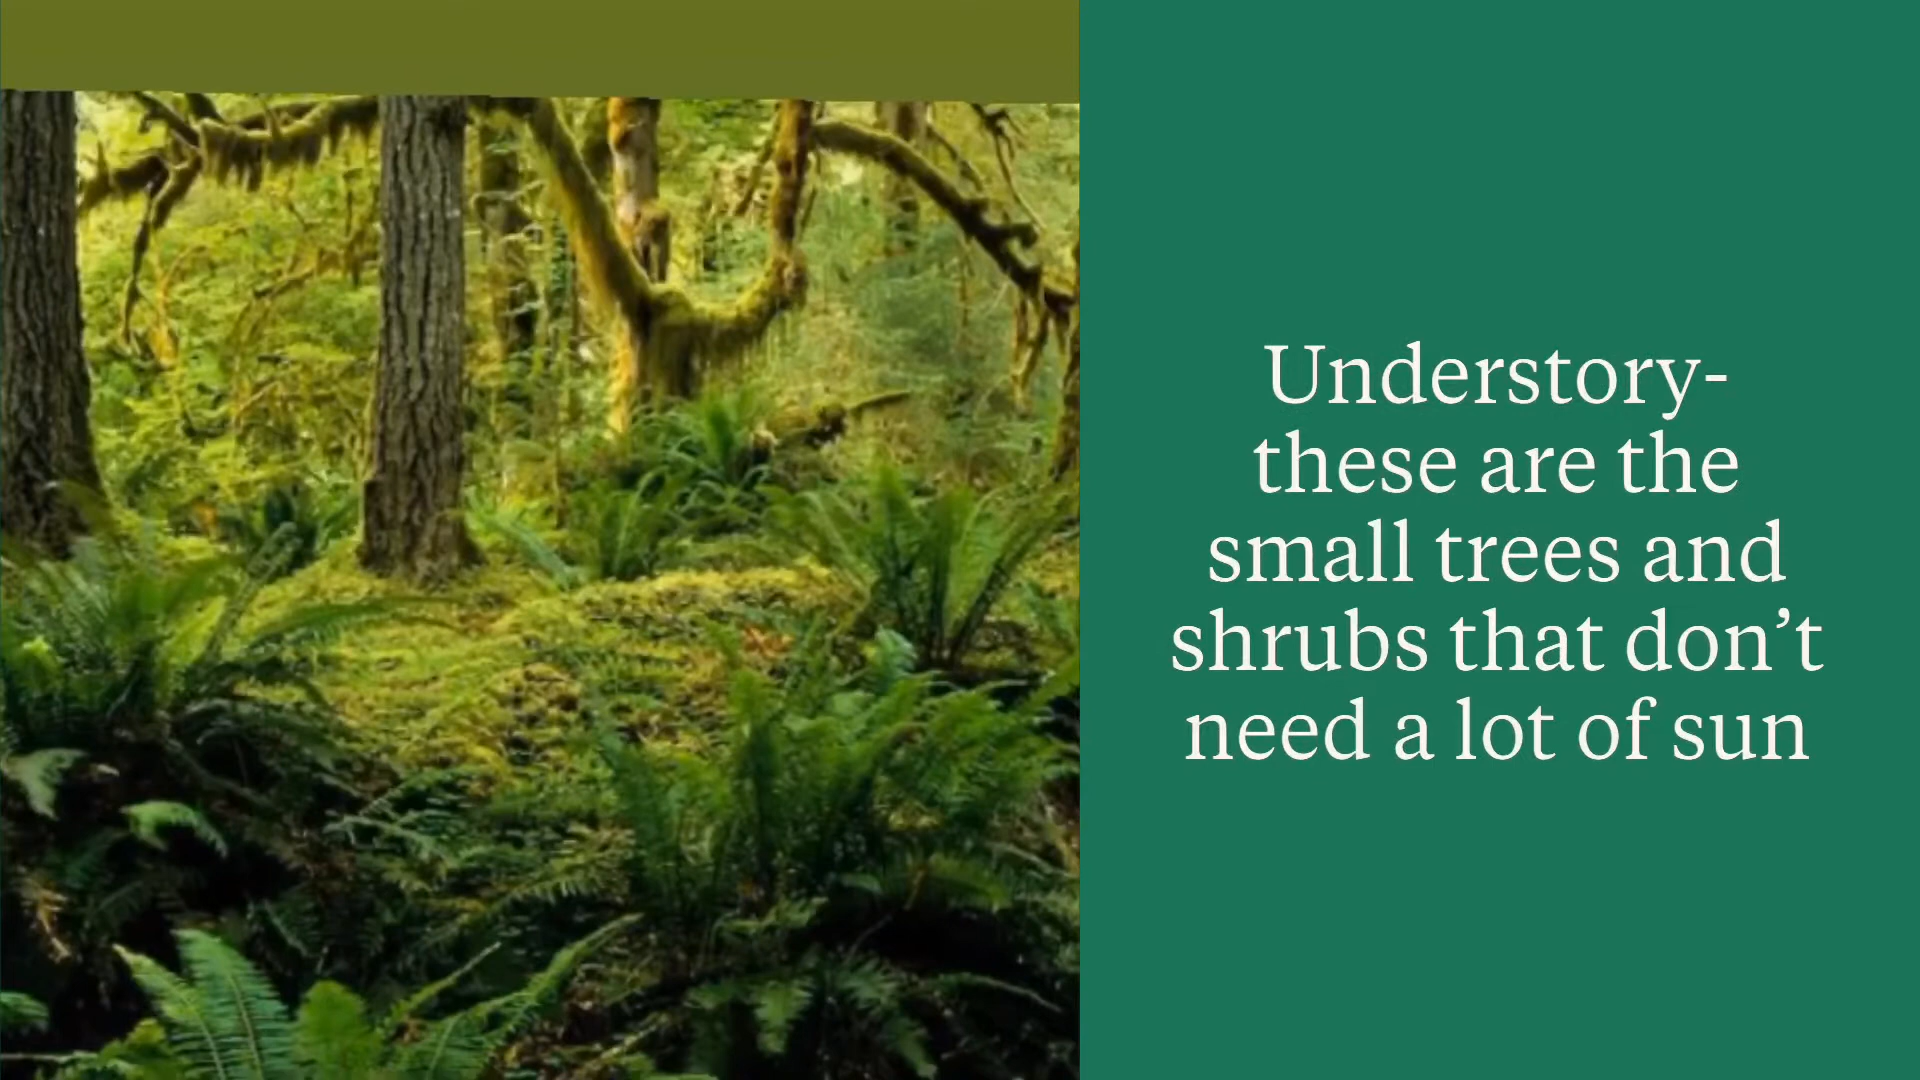 Understory-
these are the
small trees and
shrubs that don’t
need a lot of sun